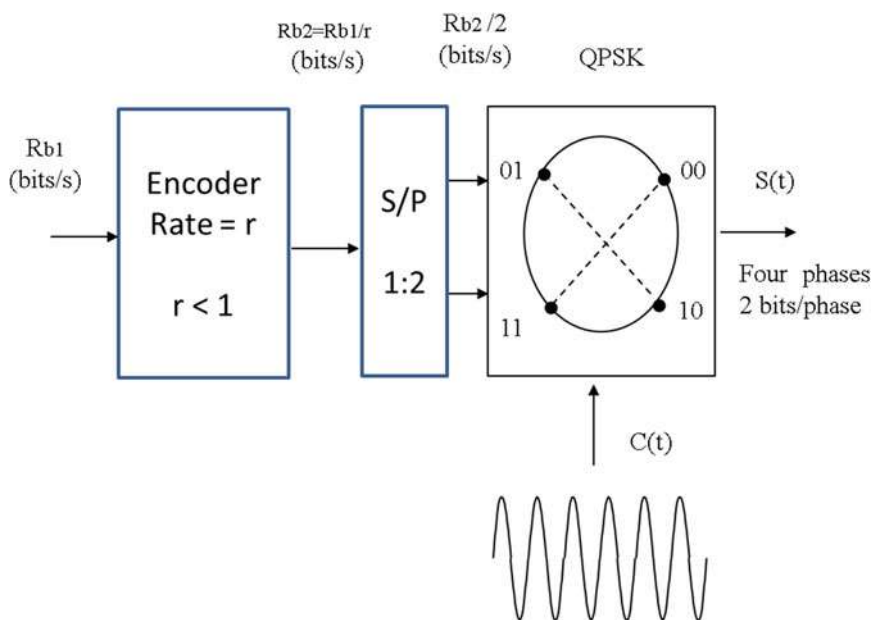 Rb2=Rb1/r
(bits/s)
Rb2/2
(bits/s)
QPSK
Rb1
(bits/s)
Encoder
Rate = r
r < 1
S/P
1:2
01
00
11
10
S(t)
Four phases
2 bits/phase
C(t)